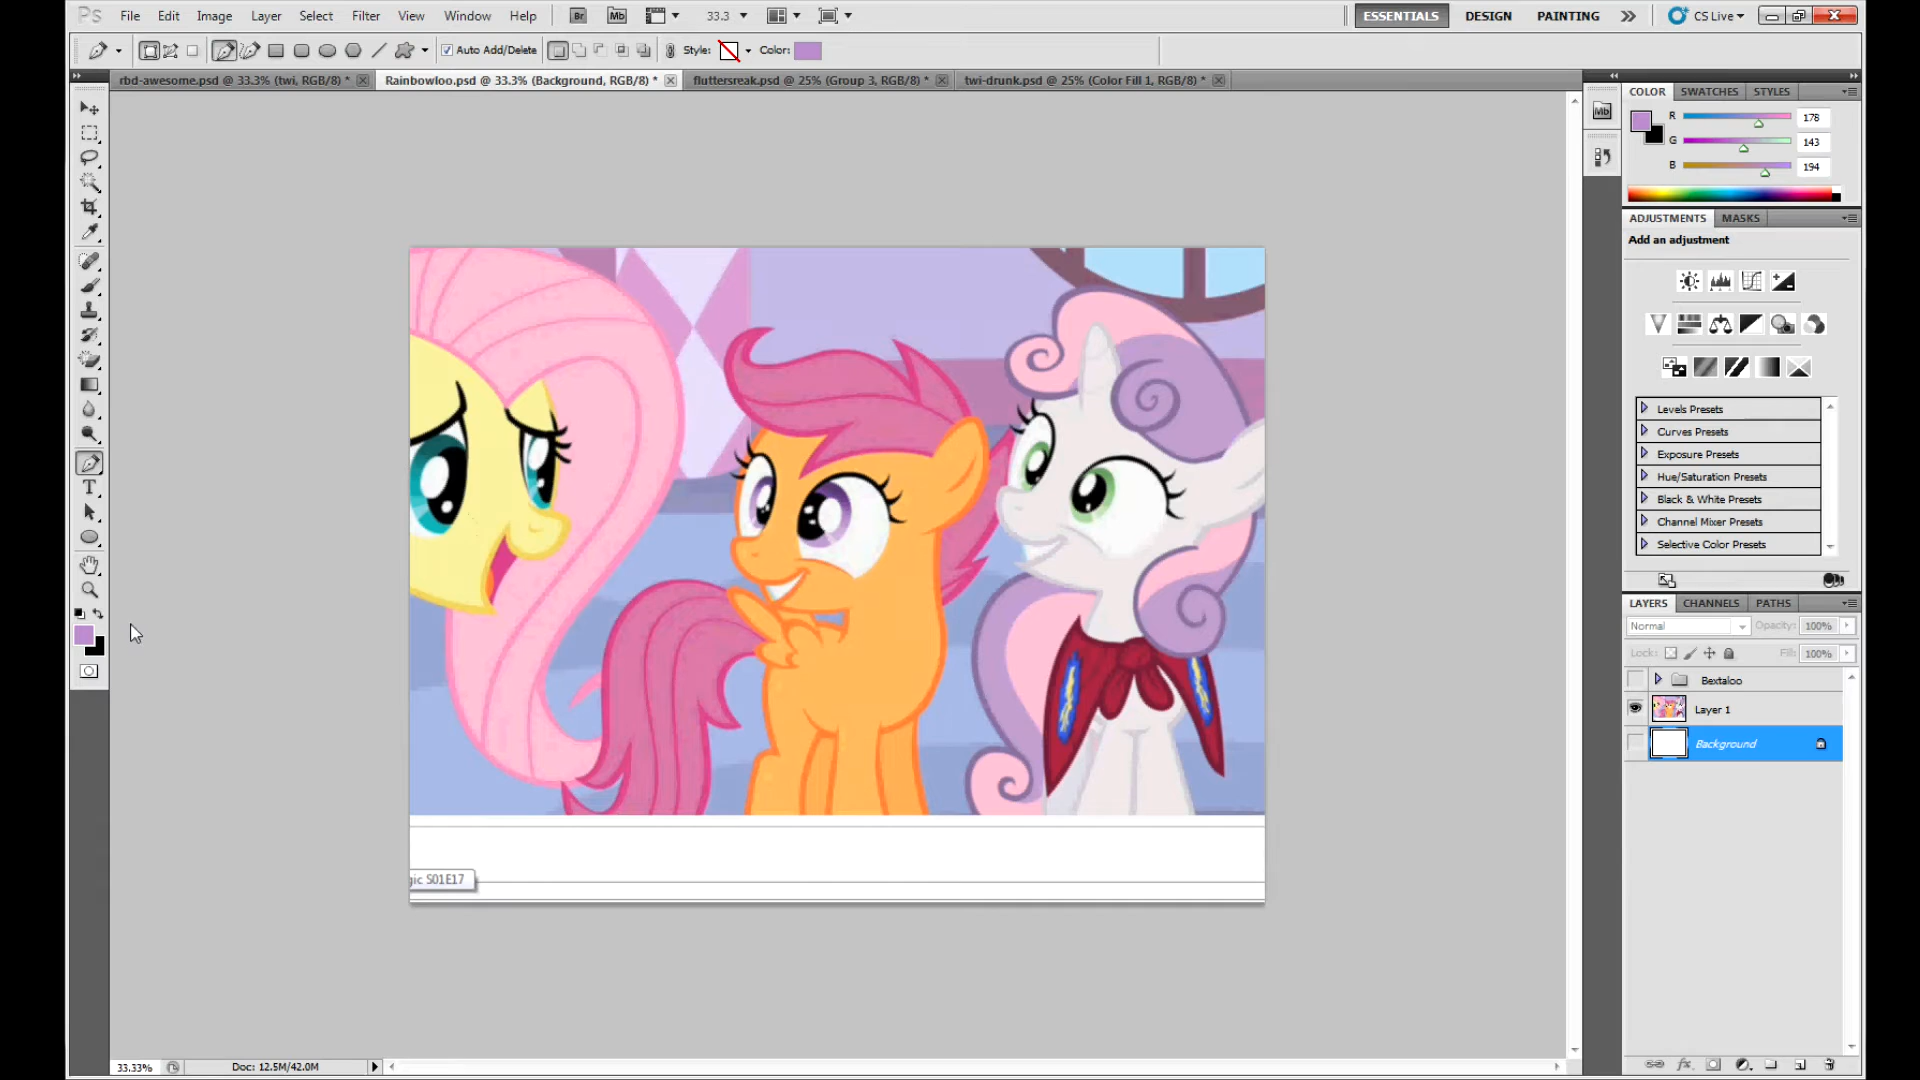 Ps File Edit Image Layer Select Filter View Window Help Br Mb 33.3 ESSENTIALS DESIGN PAINTING CS Live
Auto Add/Delete Style: Color:
rbd-awesome.psd @ 33.3% (twi, RGB/8) * Rainbowloo.psd @ 33.3% (Background, RGB/8) * fluttersreak.psd @ 25% (Group 3, RGB/8) * twi-drunk.psd @ 25% (Color Fill 1, RGB/8) *
COLOR SWATCHES STYLES
Mb
R 178
G 143
B 194
ADJUSTMENTS MASKS
Add an adjustment
Levels Presets
Curves Presets
Exposure Presets
Hue/Saturation Presets
Black & White Presets
Channel Mixer Presets
Selective Color Presets
LAYERS CHANNELS PATHS
Normal Opacity: 100%
Lock: Fill: 100%
Bextaloo
Layer 1
Background
gic S01E17
33.33% Doc: 12.5M/42.0M